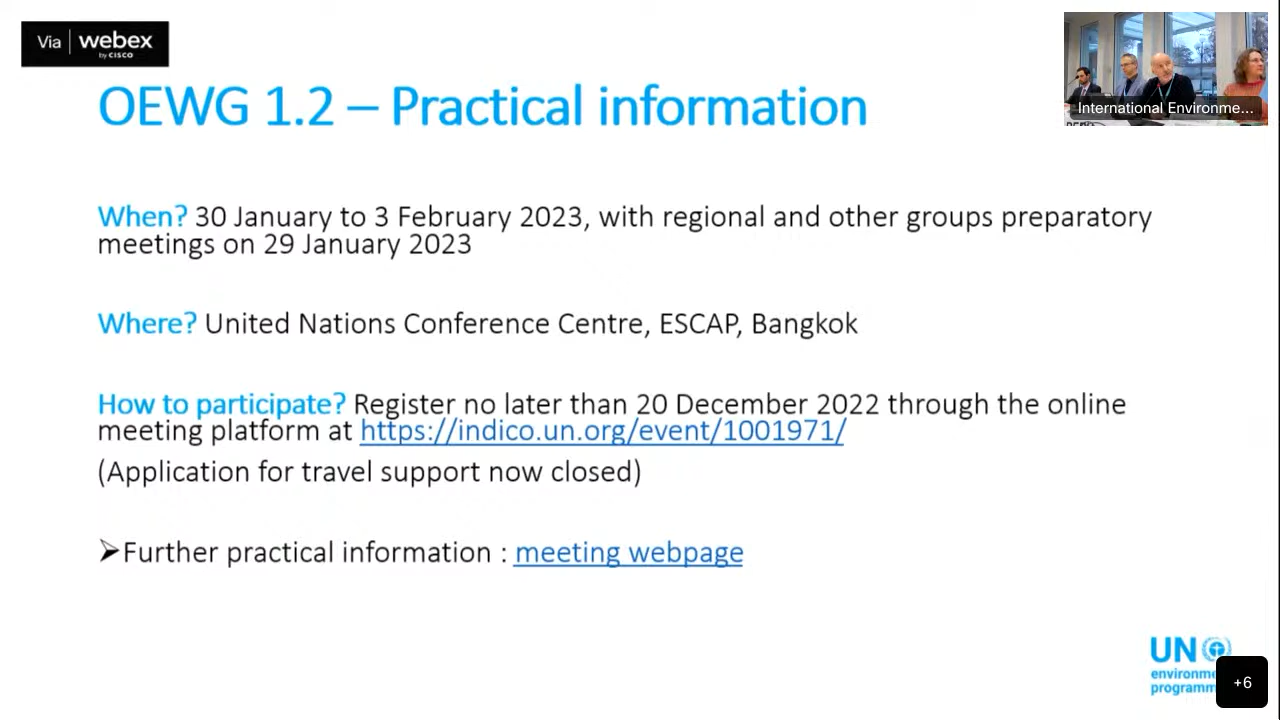 Via webex
by CISCO
International Environme...
OEWG 1.2 – Practical information
When? 30 January to 3 February 2023, with regional and other groups preparatory
meetings on 29 January 2023
Where? United Nations Conference Centre, ESCAP, Bangkok
How to participate? Register no later than 20 December 2022 through the online
meeting platform at https://indico.un.org/event/1001971/
(Application for travel support now closed)
➢Further practical information : meeting webpage
UN
environme
programm
+6